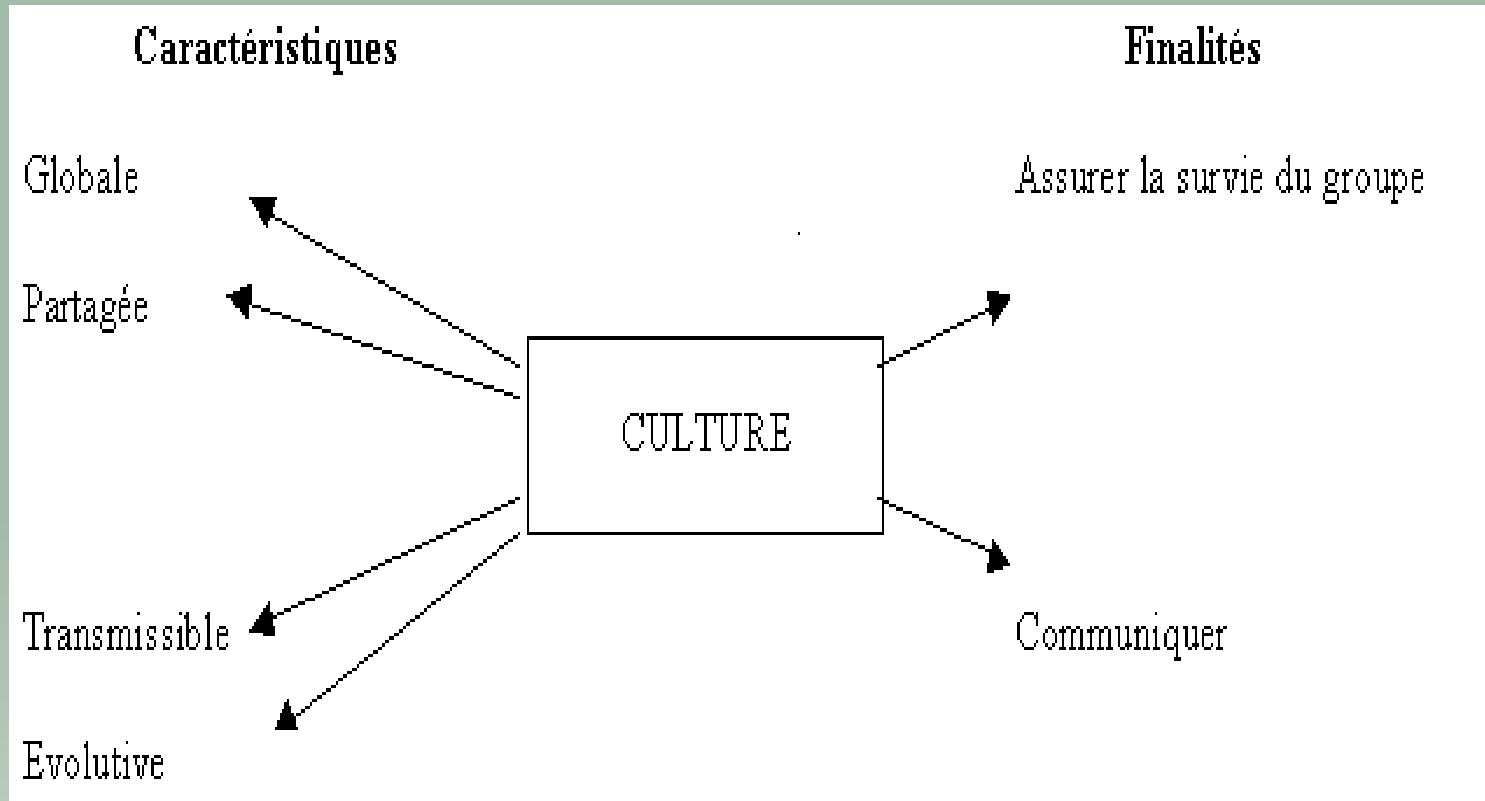 Caractéristiques
Finalités
Globale
Assurer la survie du groupe
Partagée
CULTURE
Transmissible
Communiquer
Evolutive